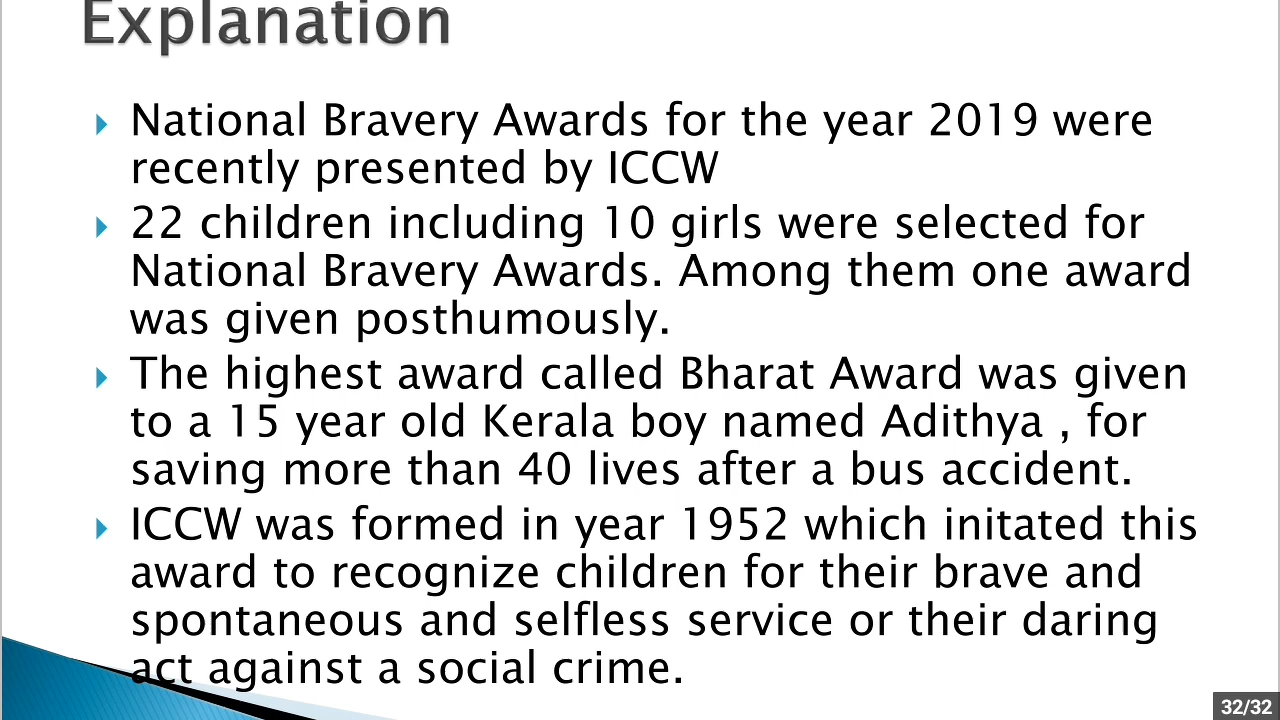 Explanation
National Bravery Awards for the year 2019 were
recently presented by ICCW
22 children including 10 girls were selected for
National Bravery Awards. Among them one award
was given posthumously.
The highest award called Bharat Award was given
to a 15 year old Kerala boy named Adithya , for
saving more than 40 lives after a bus accident.
ICCW was formed in year 1952 which initated this
award to recognize children for their brave and
spontaneous and selfless service or their daring
act against a social crime.
32/32